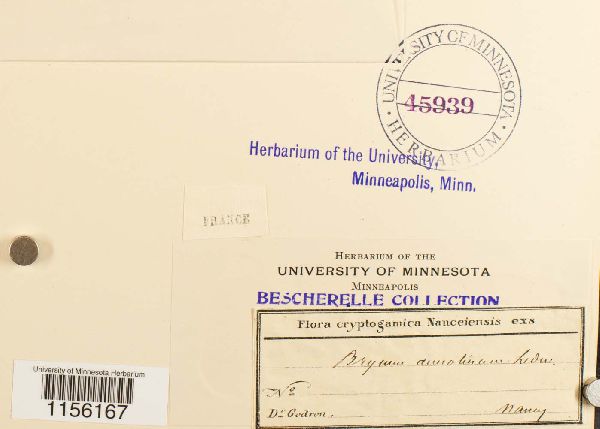 UNIVERSITY OF MINNESOTA
45939
HERBARIUM
Herbarium of the University,
Minneapolis, Minn.
FRANCE
HERBARIUM OF THE
UNIVERSITY OF MINNESOTA
MINNEAPOLIS
BESCHERELLE COLLECTION
Flora cryptogamica Nanceiensis exs
Bryum
No
Dr Godron.
Nancy
University of Minnesota Herbarium
1156167